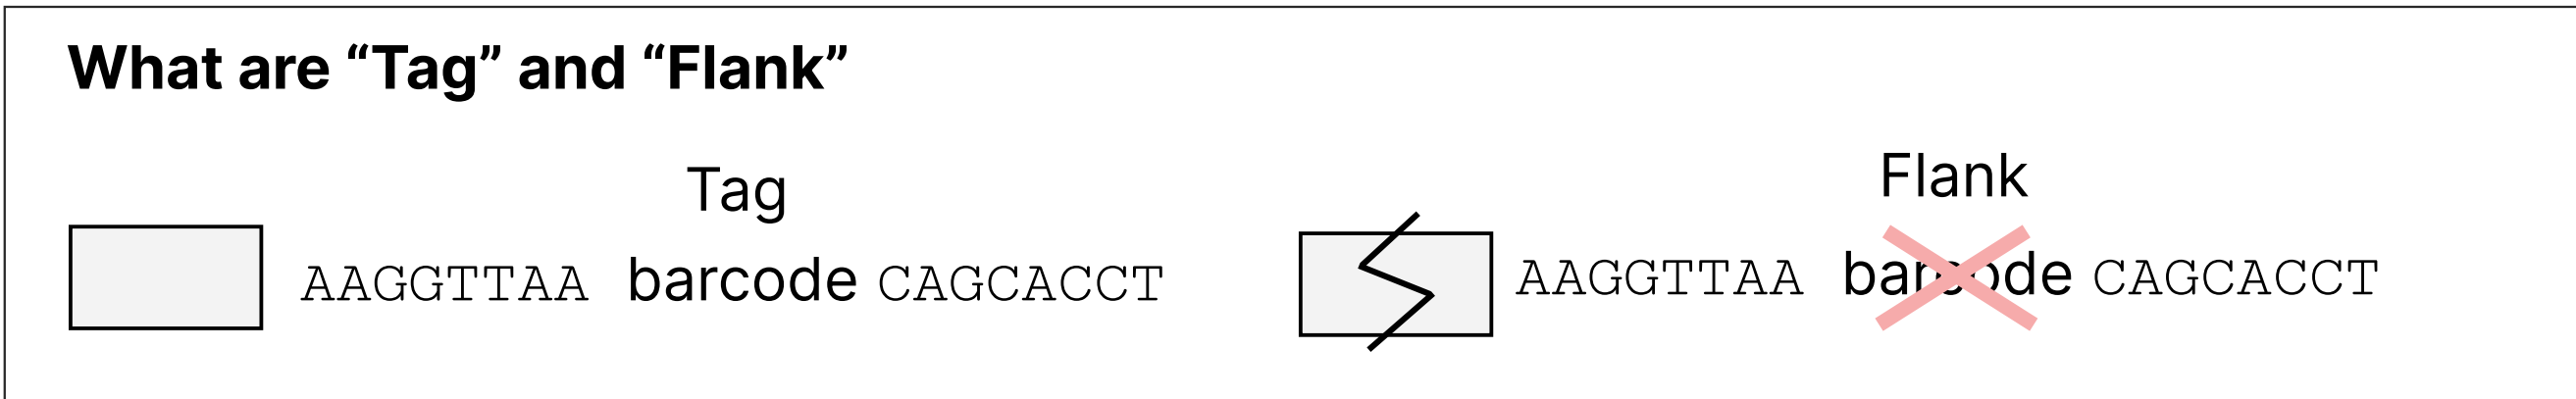 What are “Tag” and “Flank”
Tag
AAGGTTAA barcode CAGCACCT
Flank
AAGGTTAA barcode CAGCACCT